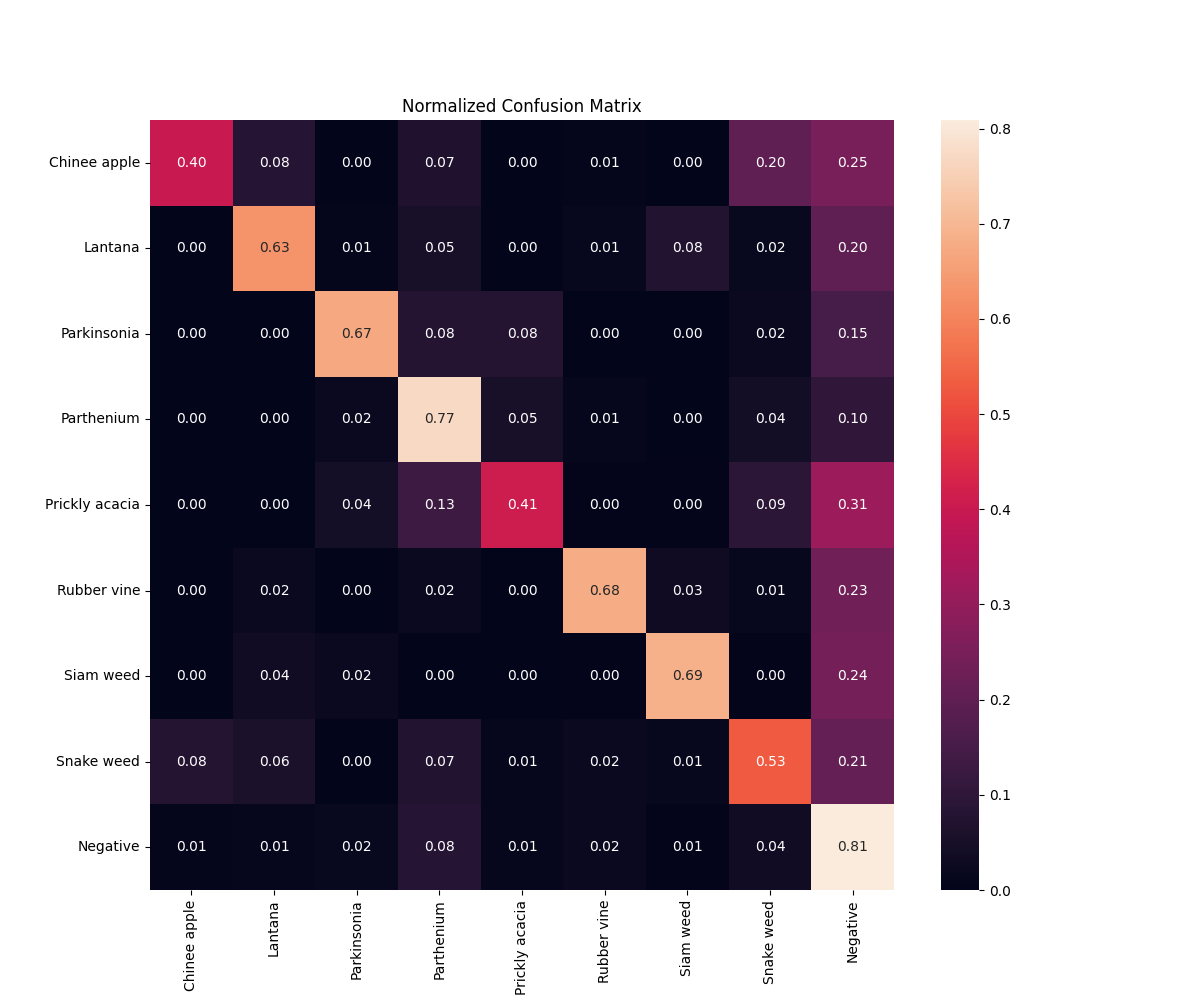 Normalized Confusion Matrix
Chinee apple 0.40 0.08 0.00 0.07 0.00 0.01 0.00 0.20 0.25
Lantana 0.00 0.63 0.01 0.05 0.00 0.01 0.08 0.02 0.20
Parkinsonia 0.00 0.00 0.67 0.08 0.08 0.00 0.00 0.02 0.15
Parthenium 0.00 0.00 0.02 0.77 0.05 0.01 0.00 0.04 0.10
Prickly acacia 0.00 0.00 0.04 0.13 0.41 0.00 0.00 0.09 0.31
Rubber vine 0.00 0.02 0.00 0.02 0.00 0.68 0.03 0.01 0.23
Siam weed 0.00 0.04 0.02 0.00 0.00 0.00 0.69 0.00 0.24
Snake weed 0.08 0.06 0.00 0.07 0.01 0.02 0.01 0.53 0.21
Negative 0.01 0.01 0.02 0.08 0.01 0.02 0.01 0.04 0.81
Chinee apple
Lantana
Parkinsonia
Parthenium
Prickly acacia
Rubber vine
Siam weed
Snake weed
Negative
0.8
0.7
0.6
0.5
0.4
0.3
0.2
0.1
0.0